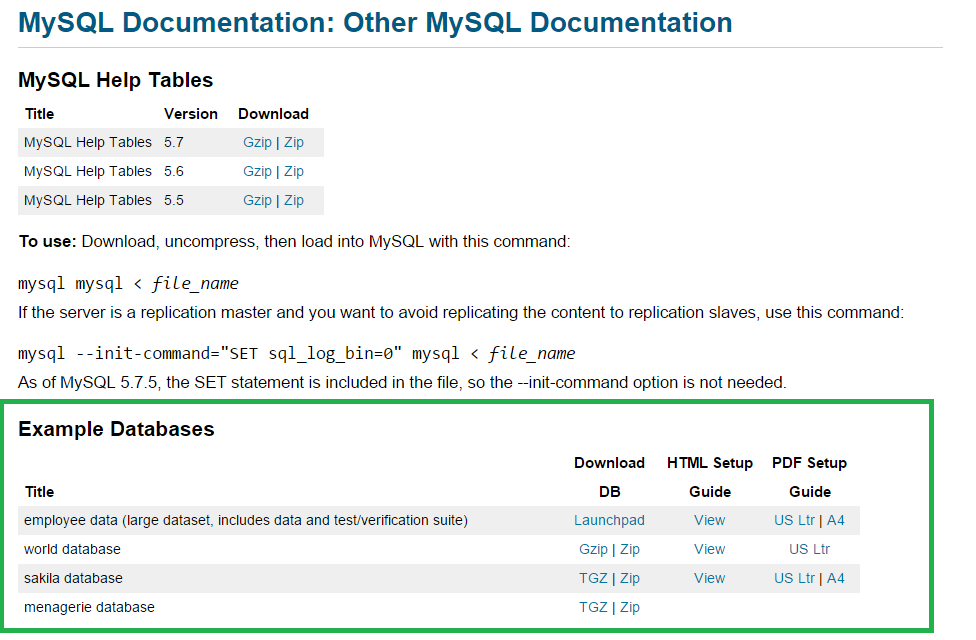 MySQL Documentation: Other MySQL Documentation
MySQL Help Tables
Title Version Download
MySQL Help Tables 5.7 Gzip | Zip
MySQL Help Tables 5.6 Gzip | Zip
MySQL Help Tables 5.5 Gzip | Zip
To use: Download, uncompress, then load into MySQL with this command:
mysql mysql < file_name
If the server is a replication master and you want to avoid replicating the content to replication slaves, use this command:
mysql --init-command="SET sql_log_bin=0" mysql < file_name
As of MySQL 5.7.5, the SET statement is included in the file, so the --init-command option is not needed.
Example Databases
Download HTML Setup PDF Setup
Title DB Guide Guide
employee data (large dataset, includes data and test/verification suite) Launchpad View US Ltr | A4
world database Gzip | Zip View US Ltr
sakila database TGZ | Zip View US Ltr | A4
menagerie database TGZ | Zip